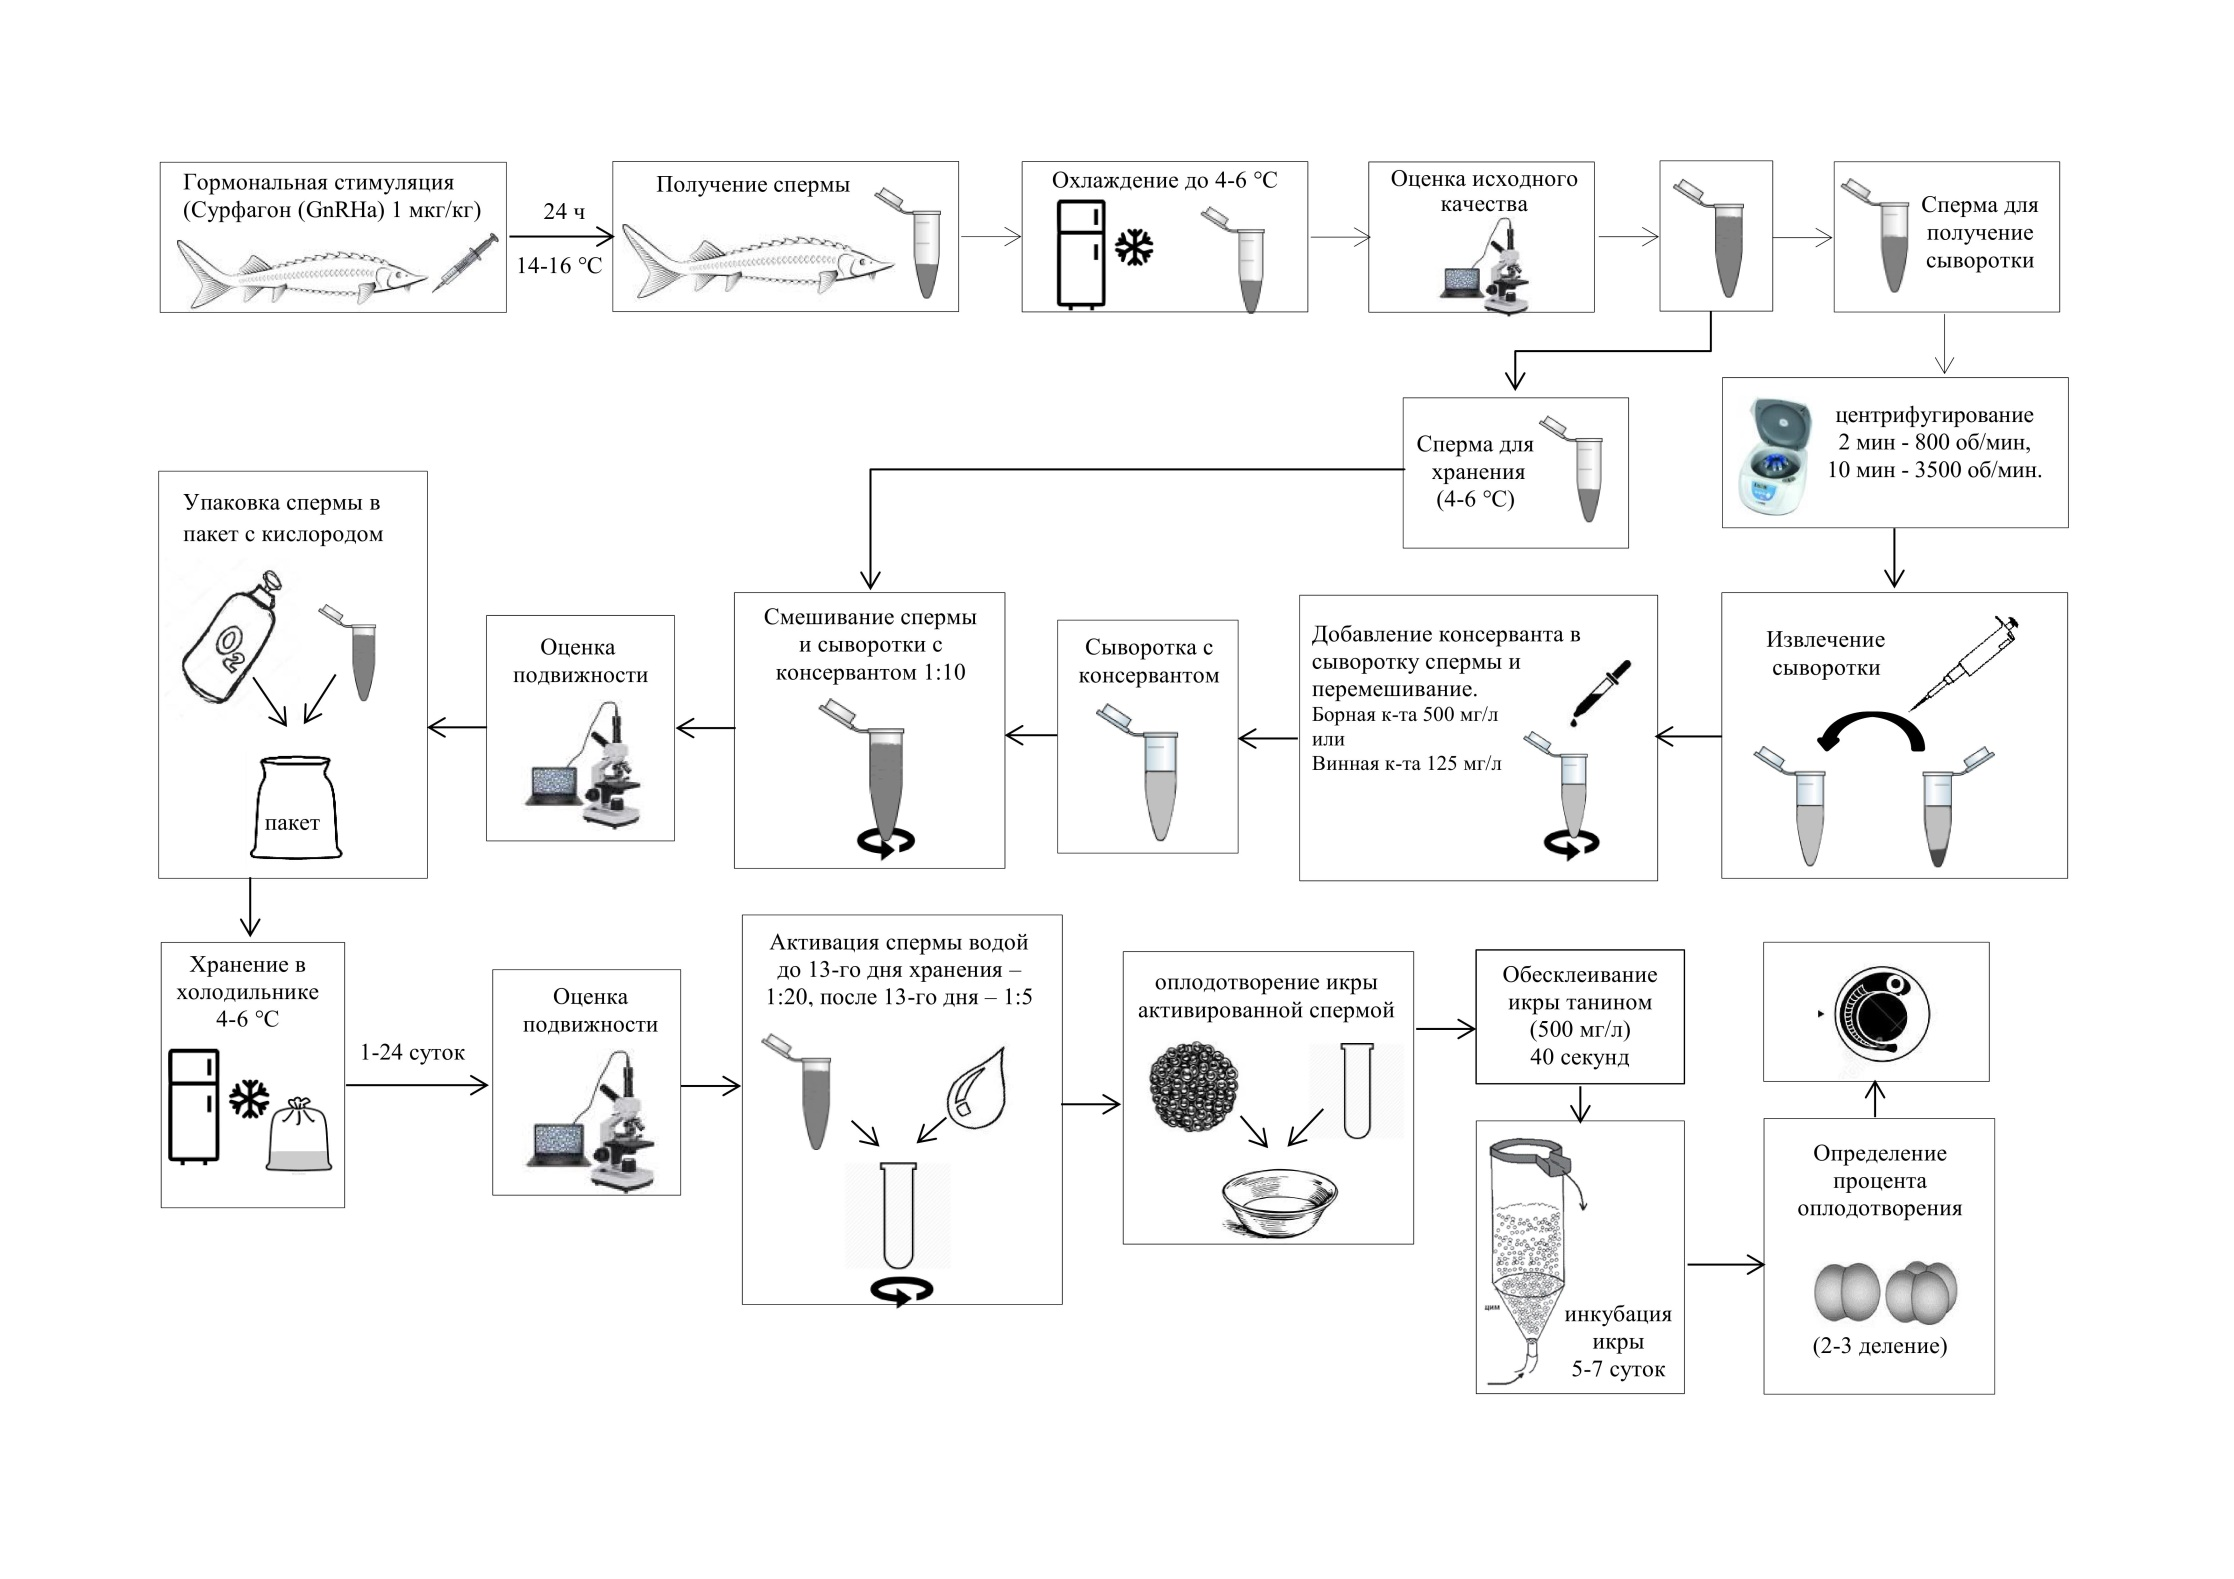 Гормональная стимуляция
(Сурфагон (GnRHa) 1 мкг/кг)
24 ч
14-16 °С
Получение спермы
Охлаждение до 4-6 °С
Оценка исходного
качества
Сперма для
получение
сыворотки
центрифугирование
2 мин - 800 об/мин,
10 мин - 3500 об/мин.
Сперма для
хранения
(4-6 °С)
Извлечение
сыворотки
Добавление консерванта в
сыворотку спермы и
перемешивание.
Борная к-та 500 мг/л
или
Винная к-та 125 мг/л
Сыворотка с
консервантом
Смешивание спермы
и сыворотки с
консервантом 1:10
Оценка
подвижности
Упаковка спермы в
пакет с кислородом
O2
пакет
Хранение в
холодильнике
4-6 °С
1-24 суток
Оценка
подвижности
Активация спермы водой
до 13-го дня хранения –
1:20, после 13-го дня – 1:5
оплодотворение икры
активированной спермой
Обесклеивание
икры танином
(500 мг/л)
40 секунд
инкубация
икры
5-7 суток
Определение
процента
оплодотворения
(2-3 деление)